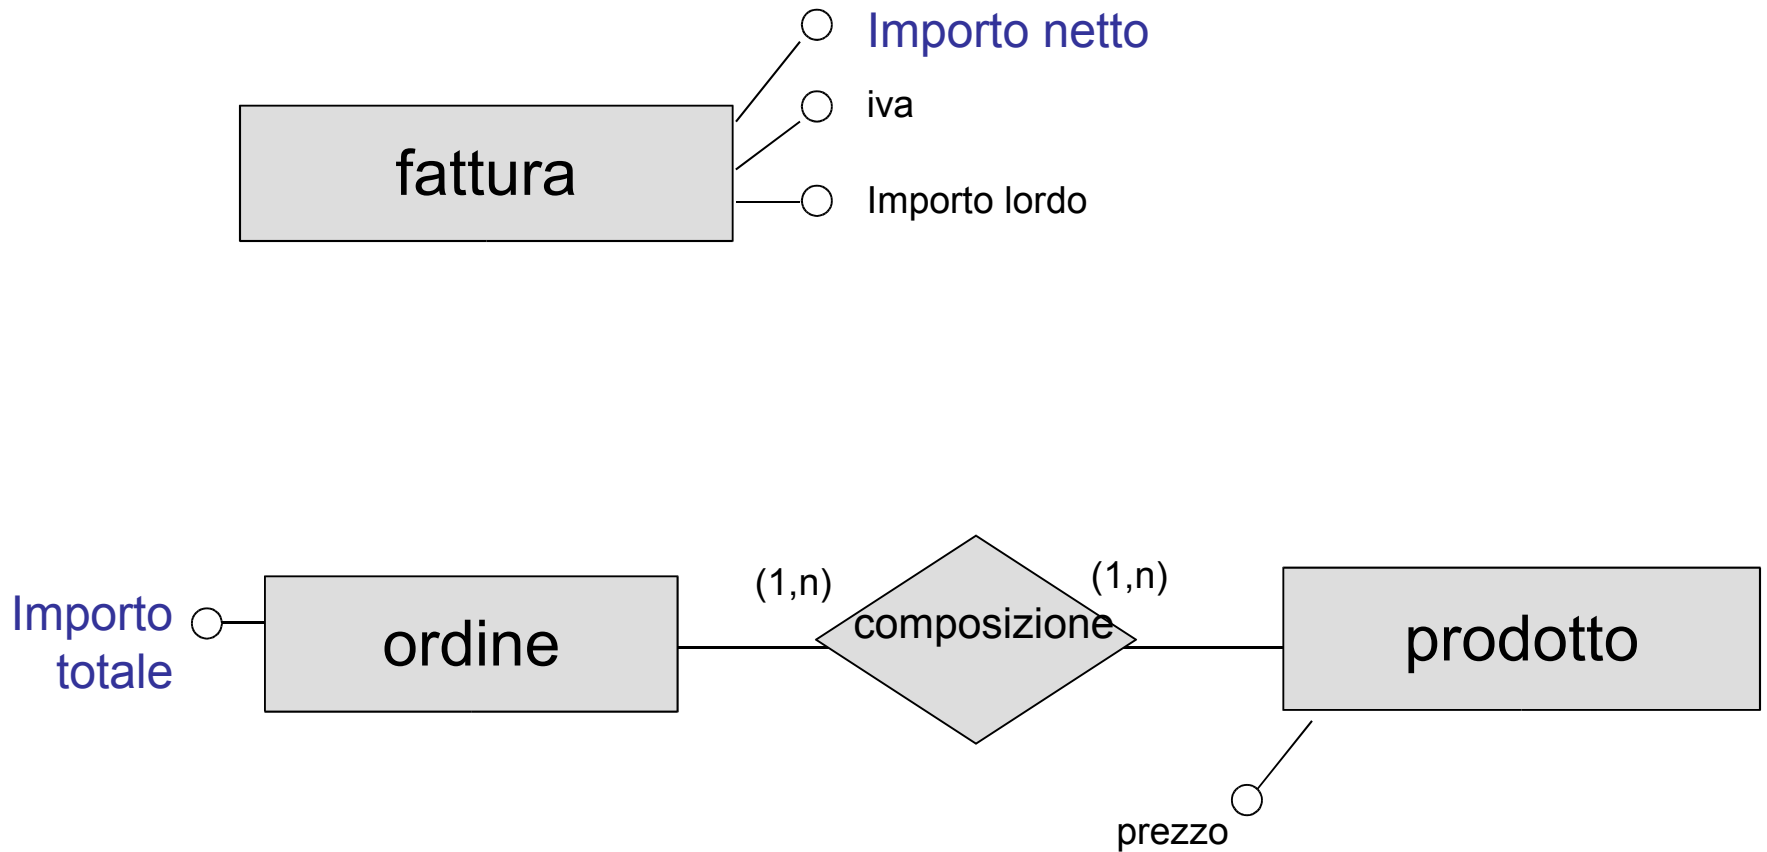 Importo netto
iva
fattura
Importo lordo
(1,n)
(1,n)
Importo
totale
ordine
composizione
prodotto
prezzo